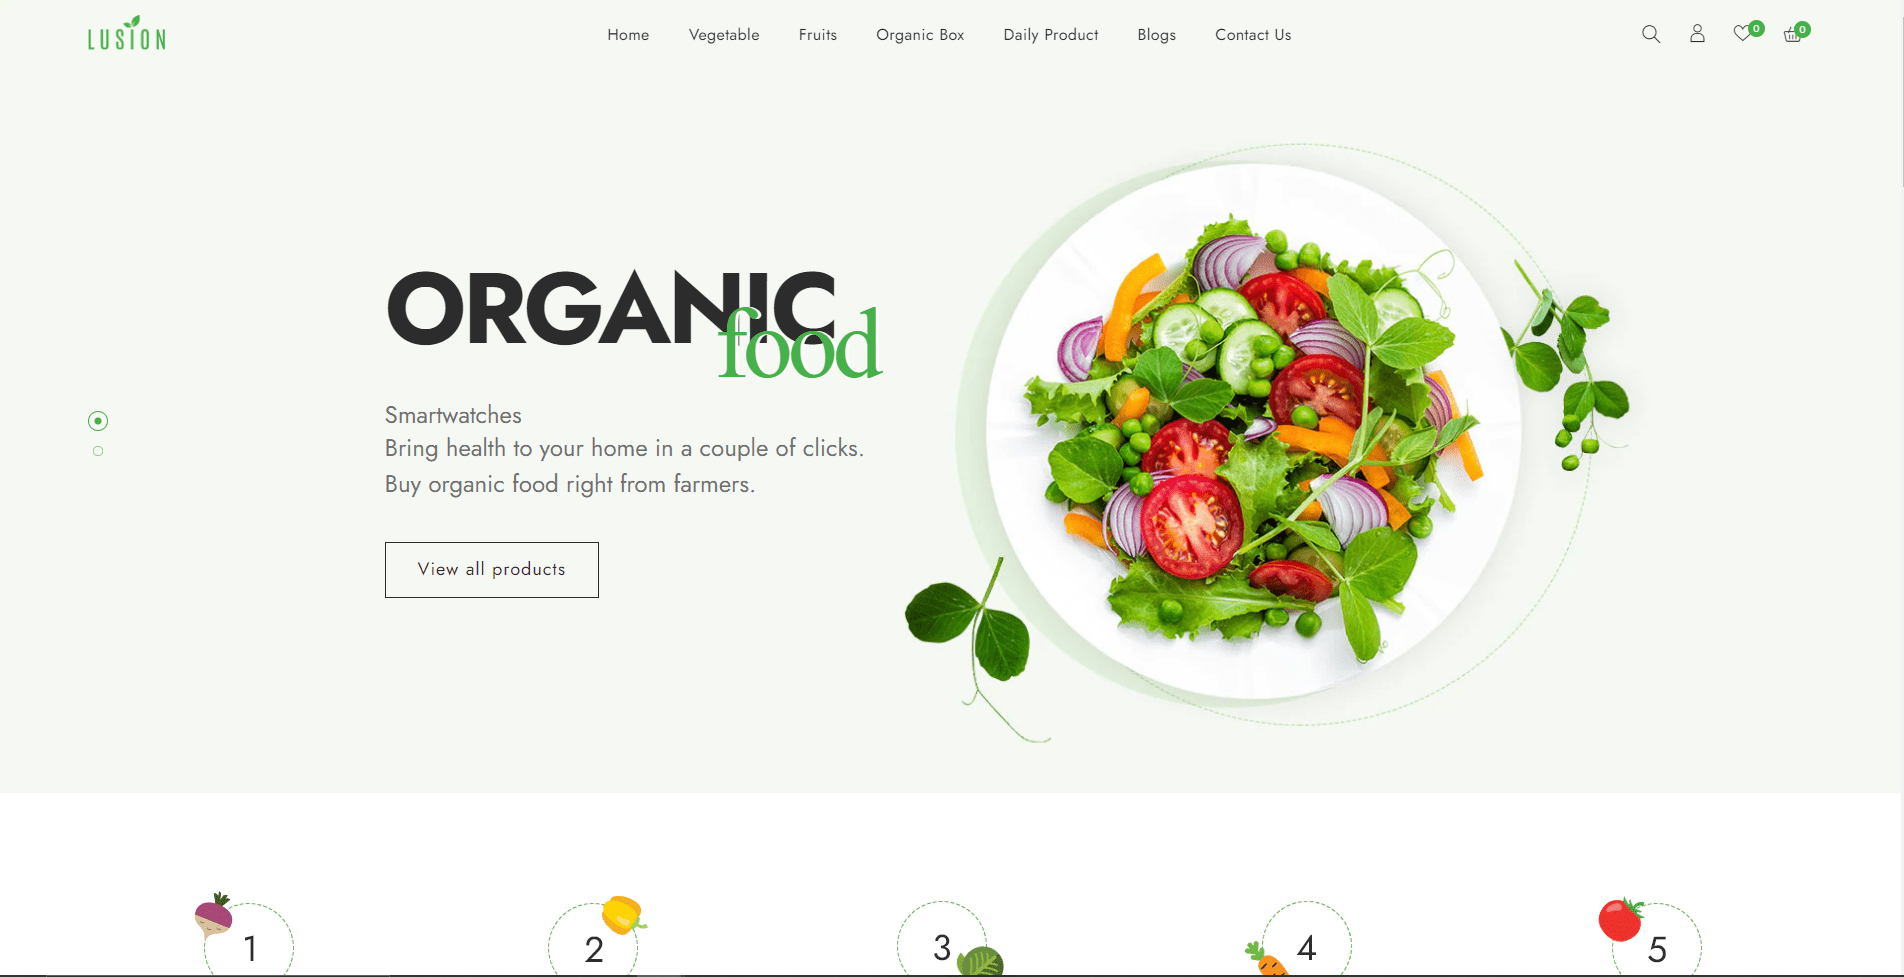 LUSION
Home Vegetable Fruits Organic Box Daily Product Blogs Contact Us
0 0
ORGANIC
food
Smartwatches
Bring health to your home in a couple of clicks.
Buy organic food right from farmers.
View all products
1 2 3 4 5